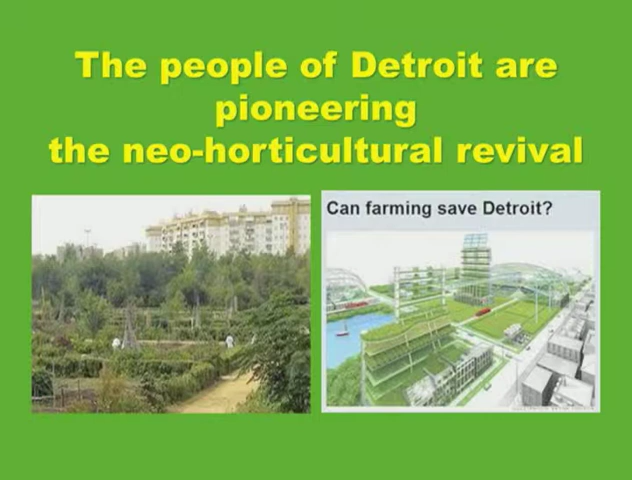 The people of Detroit are
pioneering
the neo-horticultural revival
Can farming save Detroit?